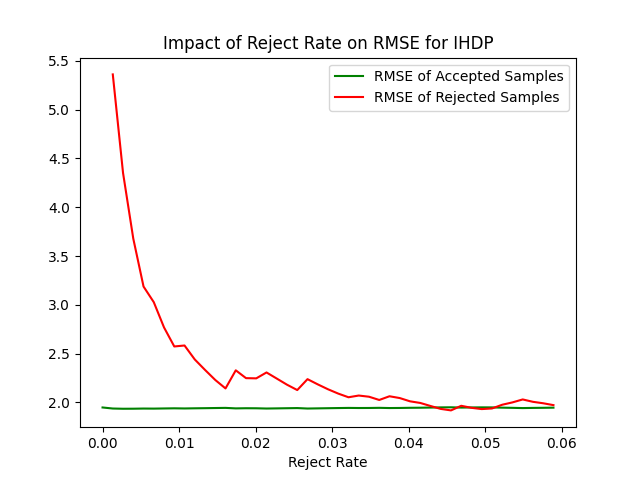 Impact of Reject Rate on RMSE for IHDP
RMSE of Accepted Samples
RMSE of Rejected Samples
5.5
5.0
4.5
4.0
3.5
3.0
2.5
2.0
0.00 0.01 0.02 0.03 0.04 0.05 0.06
Reject Rate